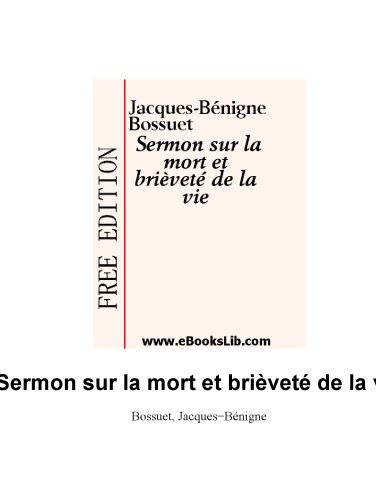 Jacques-Bénigne
Bossuet
Sermon sur la
mort et
brièveté de la
vie
FREE EDITION
www.eBooksLib.com
Sermon sur la mort et brièveté de la
Bossuet, Jacques−Bénigne